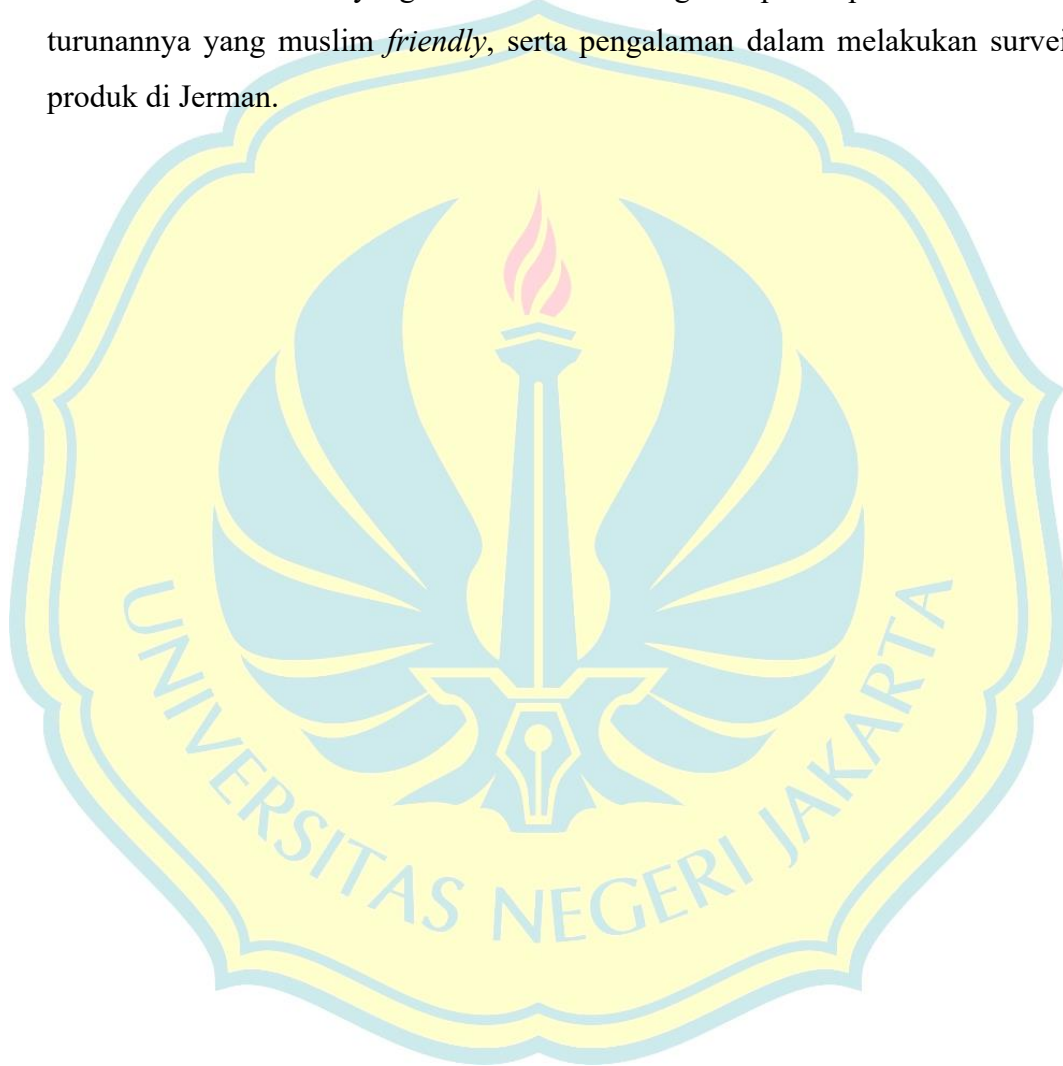 turunannya yang muslim friendly, serta pengalaman dalam melakukan survei
produk di Jerman.
UNIVERSITAS NEGERI JAKARTA